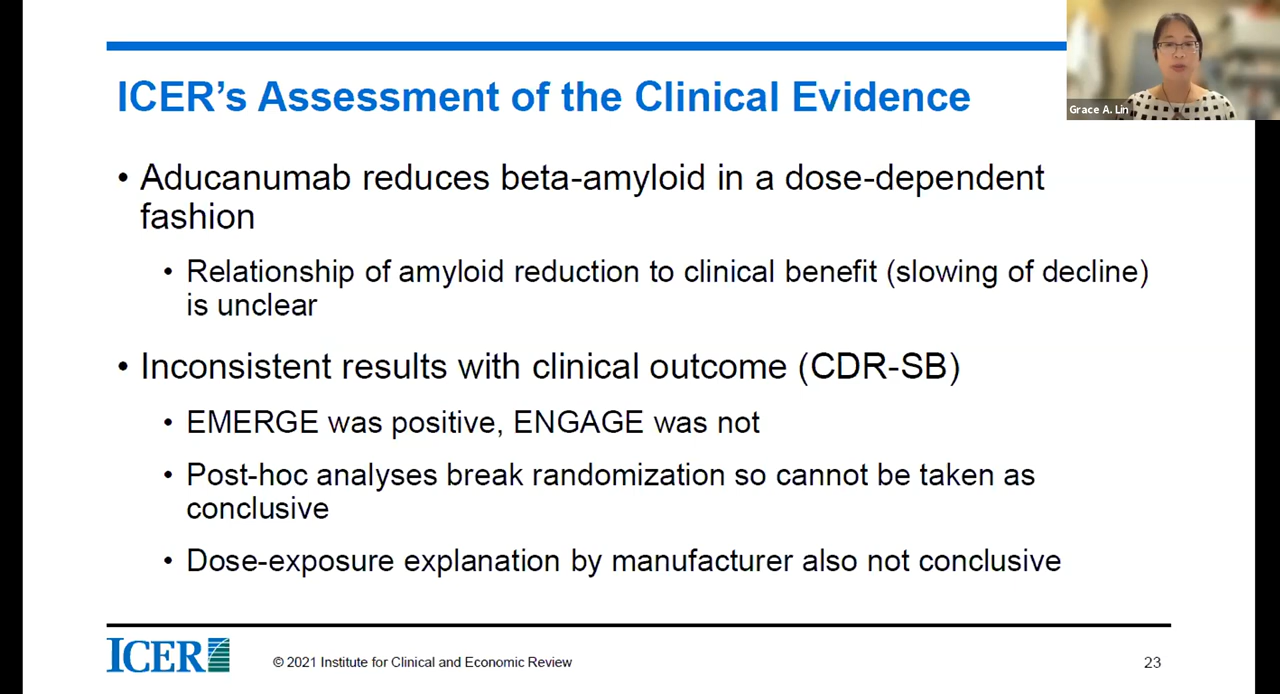 Grace A. Lin
ICER's Assessment of the Clinical Evidence
• Aducanumab reduces beta-amyloid in a dose-dependent
fashion
• Relationship of amyloid reduction to clinical benefit (slowing of decline)
is unclear
• Inconsistent results with clinical outcome (CDR-SB)
• EMERGE was positive, ENGAGE was not
• Post-hoc analyses break randomization so cannot be taken as
conclusive
• Dose-exposure explanation by manufacturer also not conclusive
ICER
© 2021 Institute for Clinical and Economic Review
23